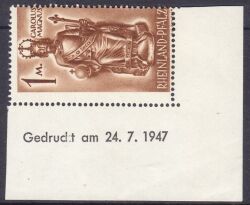 CAROLUS
MAGNUS
1 M.
RHEINLAND-PFALZ
Gedruckt am 24. 7. 1947